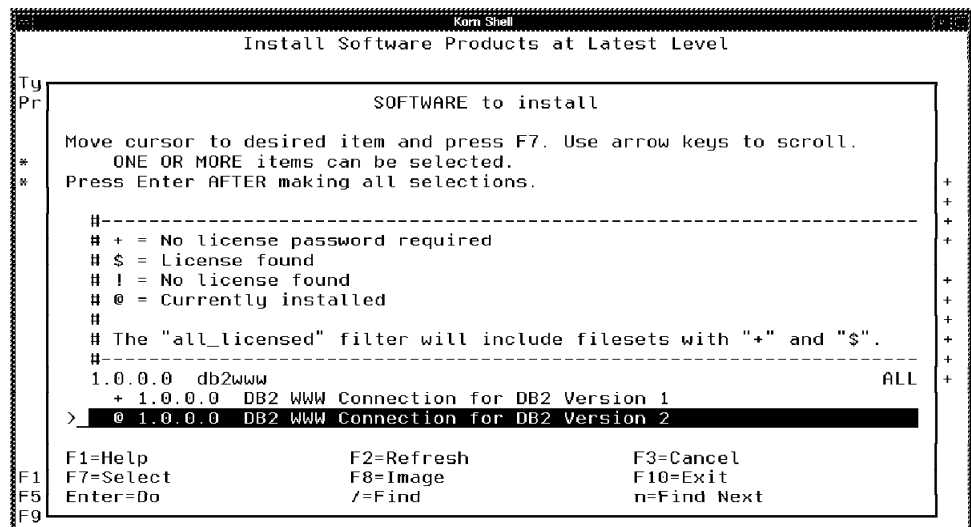 Korn Shell
Install Software Products at Latest Level
Ty
Pr
SOFTWARE to install
Move cursor to desired item and press F7. Use arrow keys to scroll.
* ONE OR MORE items can be selected.
* Press Enter AFTER making all selections. +
+
#-------------------------------------------------------------------- +
# + = No license password required +
# $ = License found
# ! = No license found +
# @ = Currently installed +
# +
# The "all_licensed" filter will include filesets with "+" and "$". +
#-------------------------------------------------------------------- +
1.0.0.0 db2www ALL +
+ 1.0.0.0 DB2 WWW Connection for DB2 Version 1
>_ @ 1.0.0.0 DB2 WWW Connection for DB2 Version 2
F1=Help F2=Refresh F3=Cancel
F1 F7=Select F8=Image F10=Exit
F5 Enter=Do /=Find n=Find Next
F9